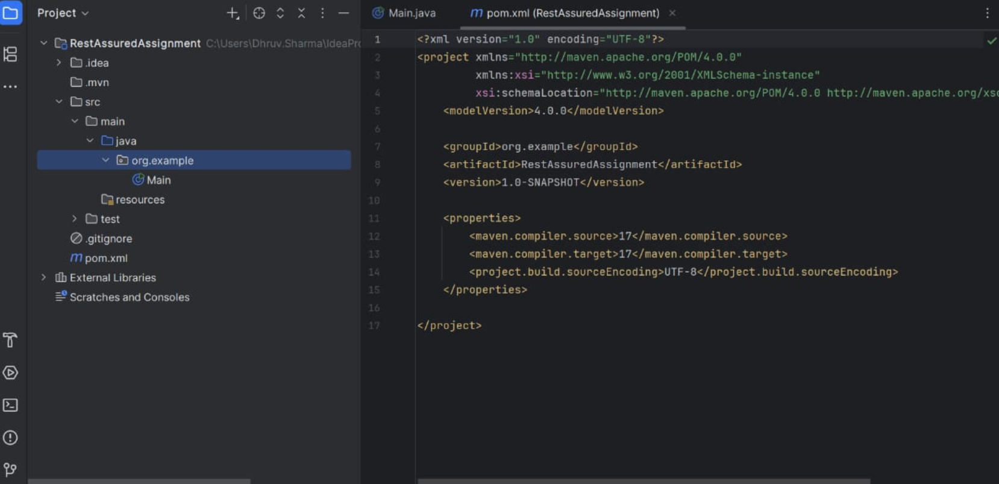 Project
RestAssuredAssignment C:\Users\Dhruv.Sharma\IdeaPr
.idea
.mvn
src
main
java
org.example
Main
resources
test
.gitignore
pom.xml
External Libraries
Scratches and Consoles
Main.java
pom.xml (RestAssuredAssignment)
1 <?xml version="1.0" encoding="UTF-8"?>
2 <project xmlns="http://maven.apache.org/POM/4.0.0"
3 xmlns:xsi="http://www.w3.org/2001/XMLSchema-instance"
4 xsi:schemaLocation="http://maven.apache.org/POM/4.0.0 http://maven.apache.org/xs
5 <modelVersion>4.0.0</modelVersion>
6
7 <groupId>org.example</groupId>
8 <artifactId>RestAssuredAssignment</artifactId>
9 <version>1.0-SNAPSHOT</version>
10
11 <properties>
12 <maven.compiler.source>17</maven.compiler.source>
13 <maven.compiler.target>17</maven.compiler.target>
14 <project.build.sourceEncoding>UTF-8</project.build.sourceEncoding>
15 </properties>
16
17 </project>